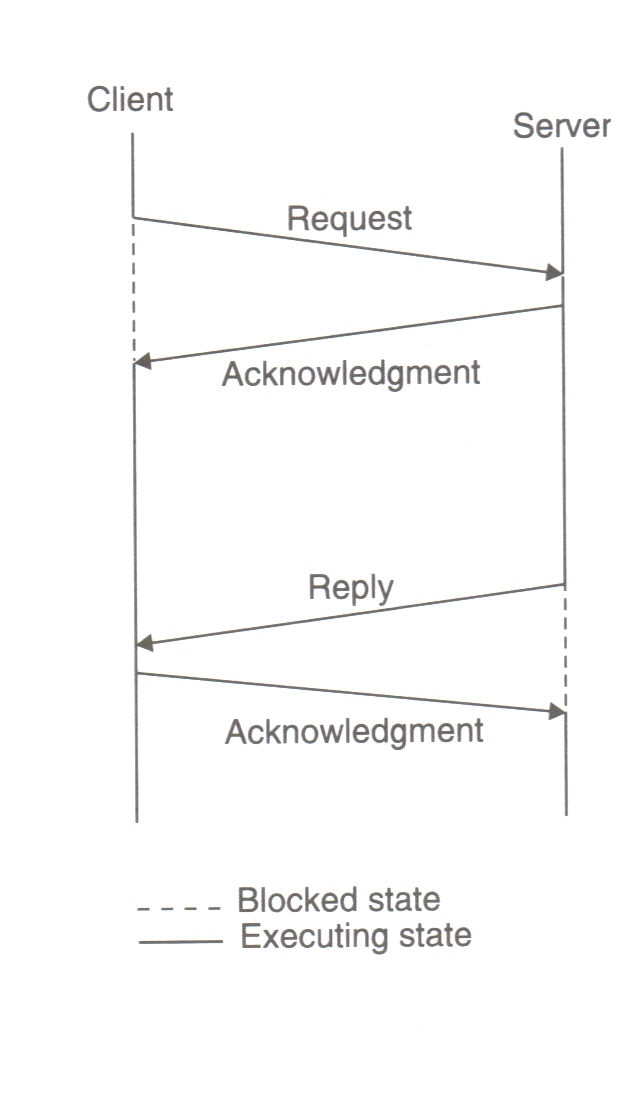 Client
Server
Request
Acknowledgment
Reply
Acknowledgment
Blocked state
Executing state